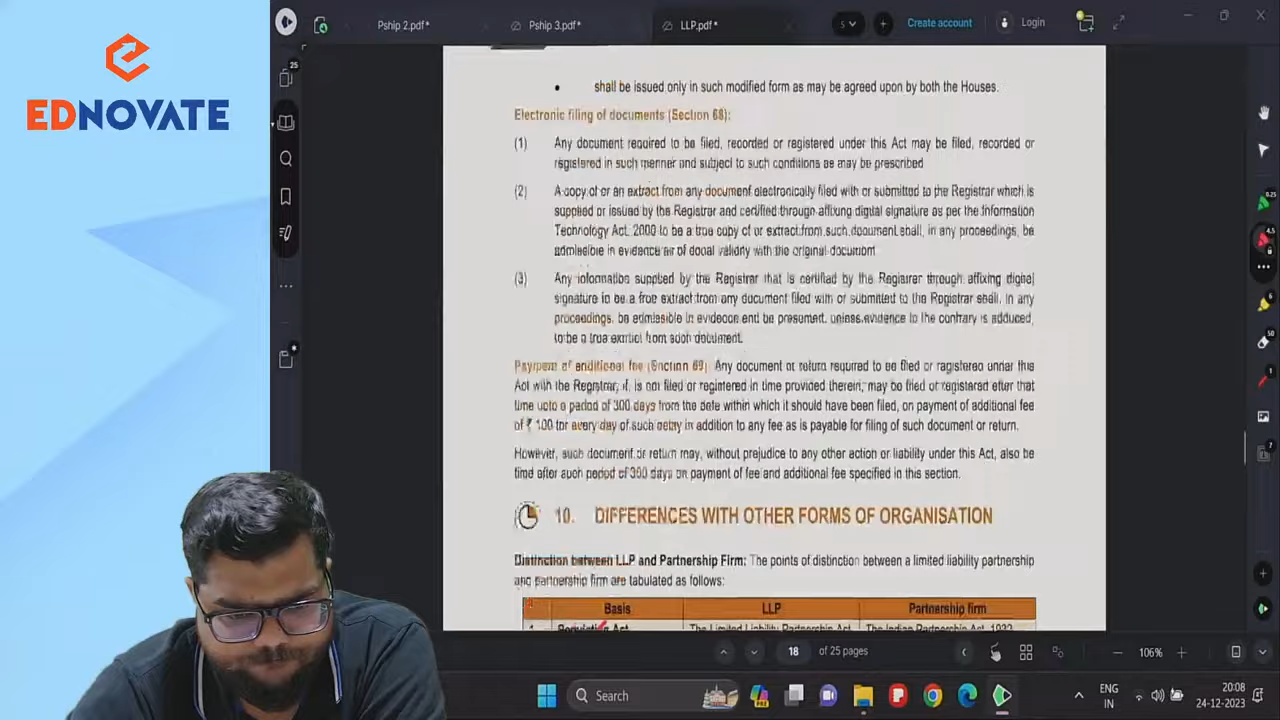 EDNOVATE
Pship 2.pdf*
Pship 3.pdf*
LLP.pdf *
5
Create account
Login
25
shall be issued only in such modified form as may be agreed upon by both the Houses.
Electronic filing of documents (Section 68):
(1) Any document required to be filed, recorded or registered under this Act may be filed, recorded or
registered in such manner and subject to such conditions as may be prescribed
(2) A copy of or an extract from any document electronically filed with or submitted to the Registrar which is
supplied or issued by the Registrar and certified through affixing digital signature as per the Information
Technology Act, 2000 to be a true copy of or extract from such document shall, in any proceedings, be
admissible in evidence as of validity with the original document
(3) Any information supplied by the Registrar that is certified by the Registrar through affixing digital
signature to be a true extract from any document filed with or submitted to the Registrar shall, in any
proceedings, be admissible in evidence and be presumed, unless evidence to the contrary is adduced,
to be a true extract from such document.
Payment of additional fee (Section 69) Any document or return required to be filed or registered under this
Act with the Registrar, if, is not filed or registered in time provided therein, may be filed or registered after that
time upto a period of 300 days from the date within which it should have been filed, on payment of additional fee
of ₹ 100 for every day of such delay in addition to any fee as is payable for filing of such document or return.
However, such document or return may, without prejudice to any other action or liability under this Act, also be
filed after such period of 300 days on payment of fee and additional fee specified in this section.
10. DIFFERENCES WITH OTHER FORMS OF ORGANISATION
Distinction between LLP and Partnership Firm: The points of distinction between a limited liability partnership
and partnership firm are tabulated as follows:
Basis LLP Partnership firm
1. Act The Limited Liability Partnership Act The Indian Partnership Act, 1932
18 of 25 pages
106%
Search
ENG
IN
20:08
24-12-2023